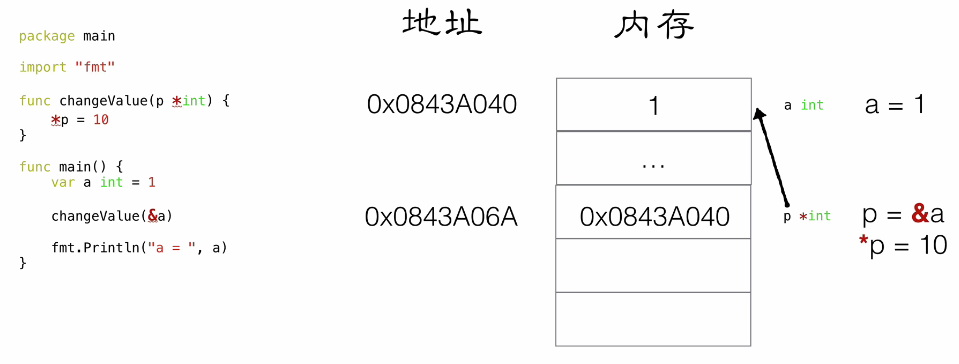 package main
import "fmt"
func changeValue(p *int) {
    *p = 10
}
func main() {
    var a int = 1
    changeValue(&a)
    fmt.Println("a = ", a)
}
地址 内存
0x0843A040 1 a int a = 1
...
0x0843A06A 0x0843A040 p *int p = &a
*p = 10